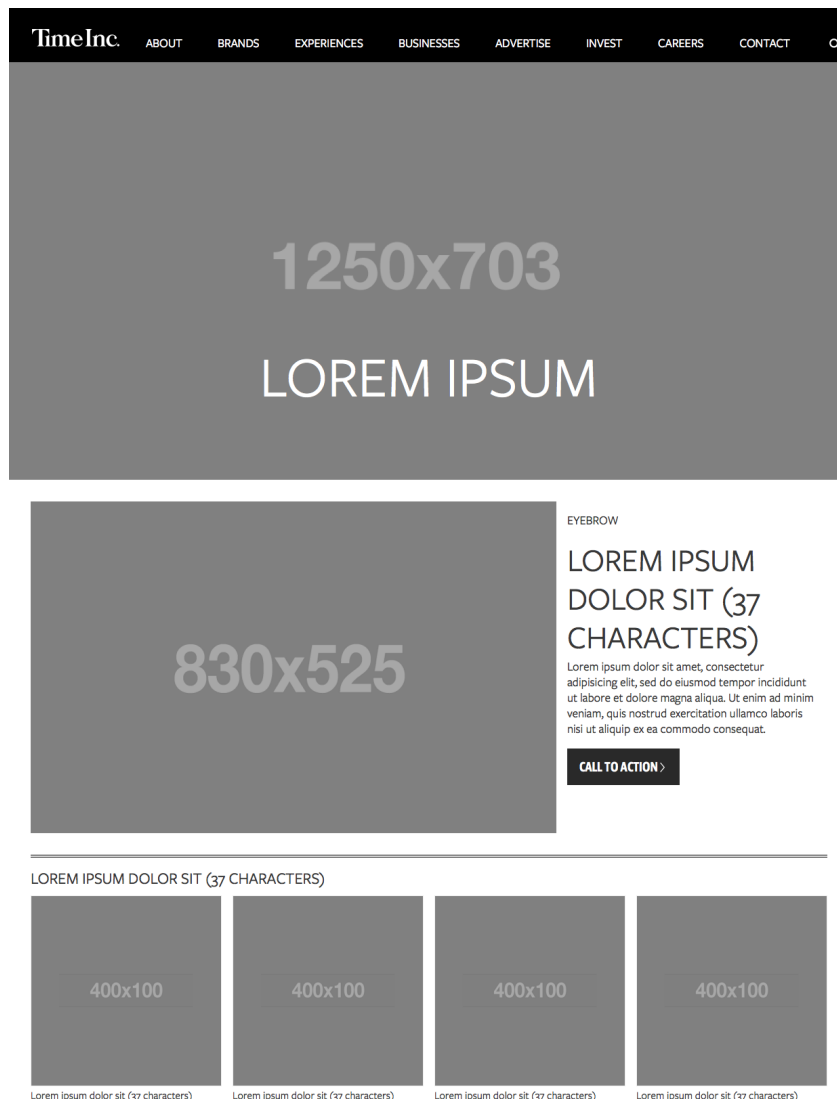 Time Inc. ABOUT BRANDS EXPERIENCES BUSINESSES ADVERTISE INVEST CAREERS CONTACT
1250x703
LOREM IPSUM
830x525
EYEBROW
LOREM IPSUM
DOLOR SIT (37
CHARACTERS)
Lorem ipsum dolor sit amet, consectetur
adipisicing elit, sed do eiusmod tempor incididunt
ut labore et dolore magna aliqua. Ut enim ad minim
veniam, quis nostrud exercitation ullamco laboris
nisi ut aliquip ex ea commodo consequat.
CALL TO ACTION >
LOREM IPSUM DOLOR SIT (37 CHARACTERS)
400x100 400x100 400x100 400x100
Lorem ipsum dolor sit (37 characters) Lorem ipsum dolor sit (37 characters) Lorem ipsum dolor sit (37 characters) Lorem ipsum dolor sit (37 characters)